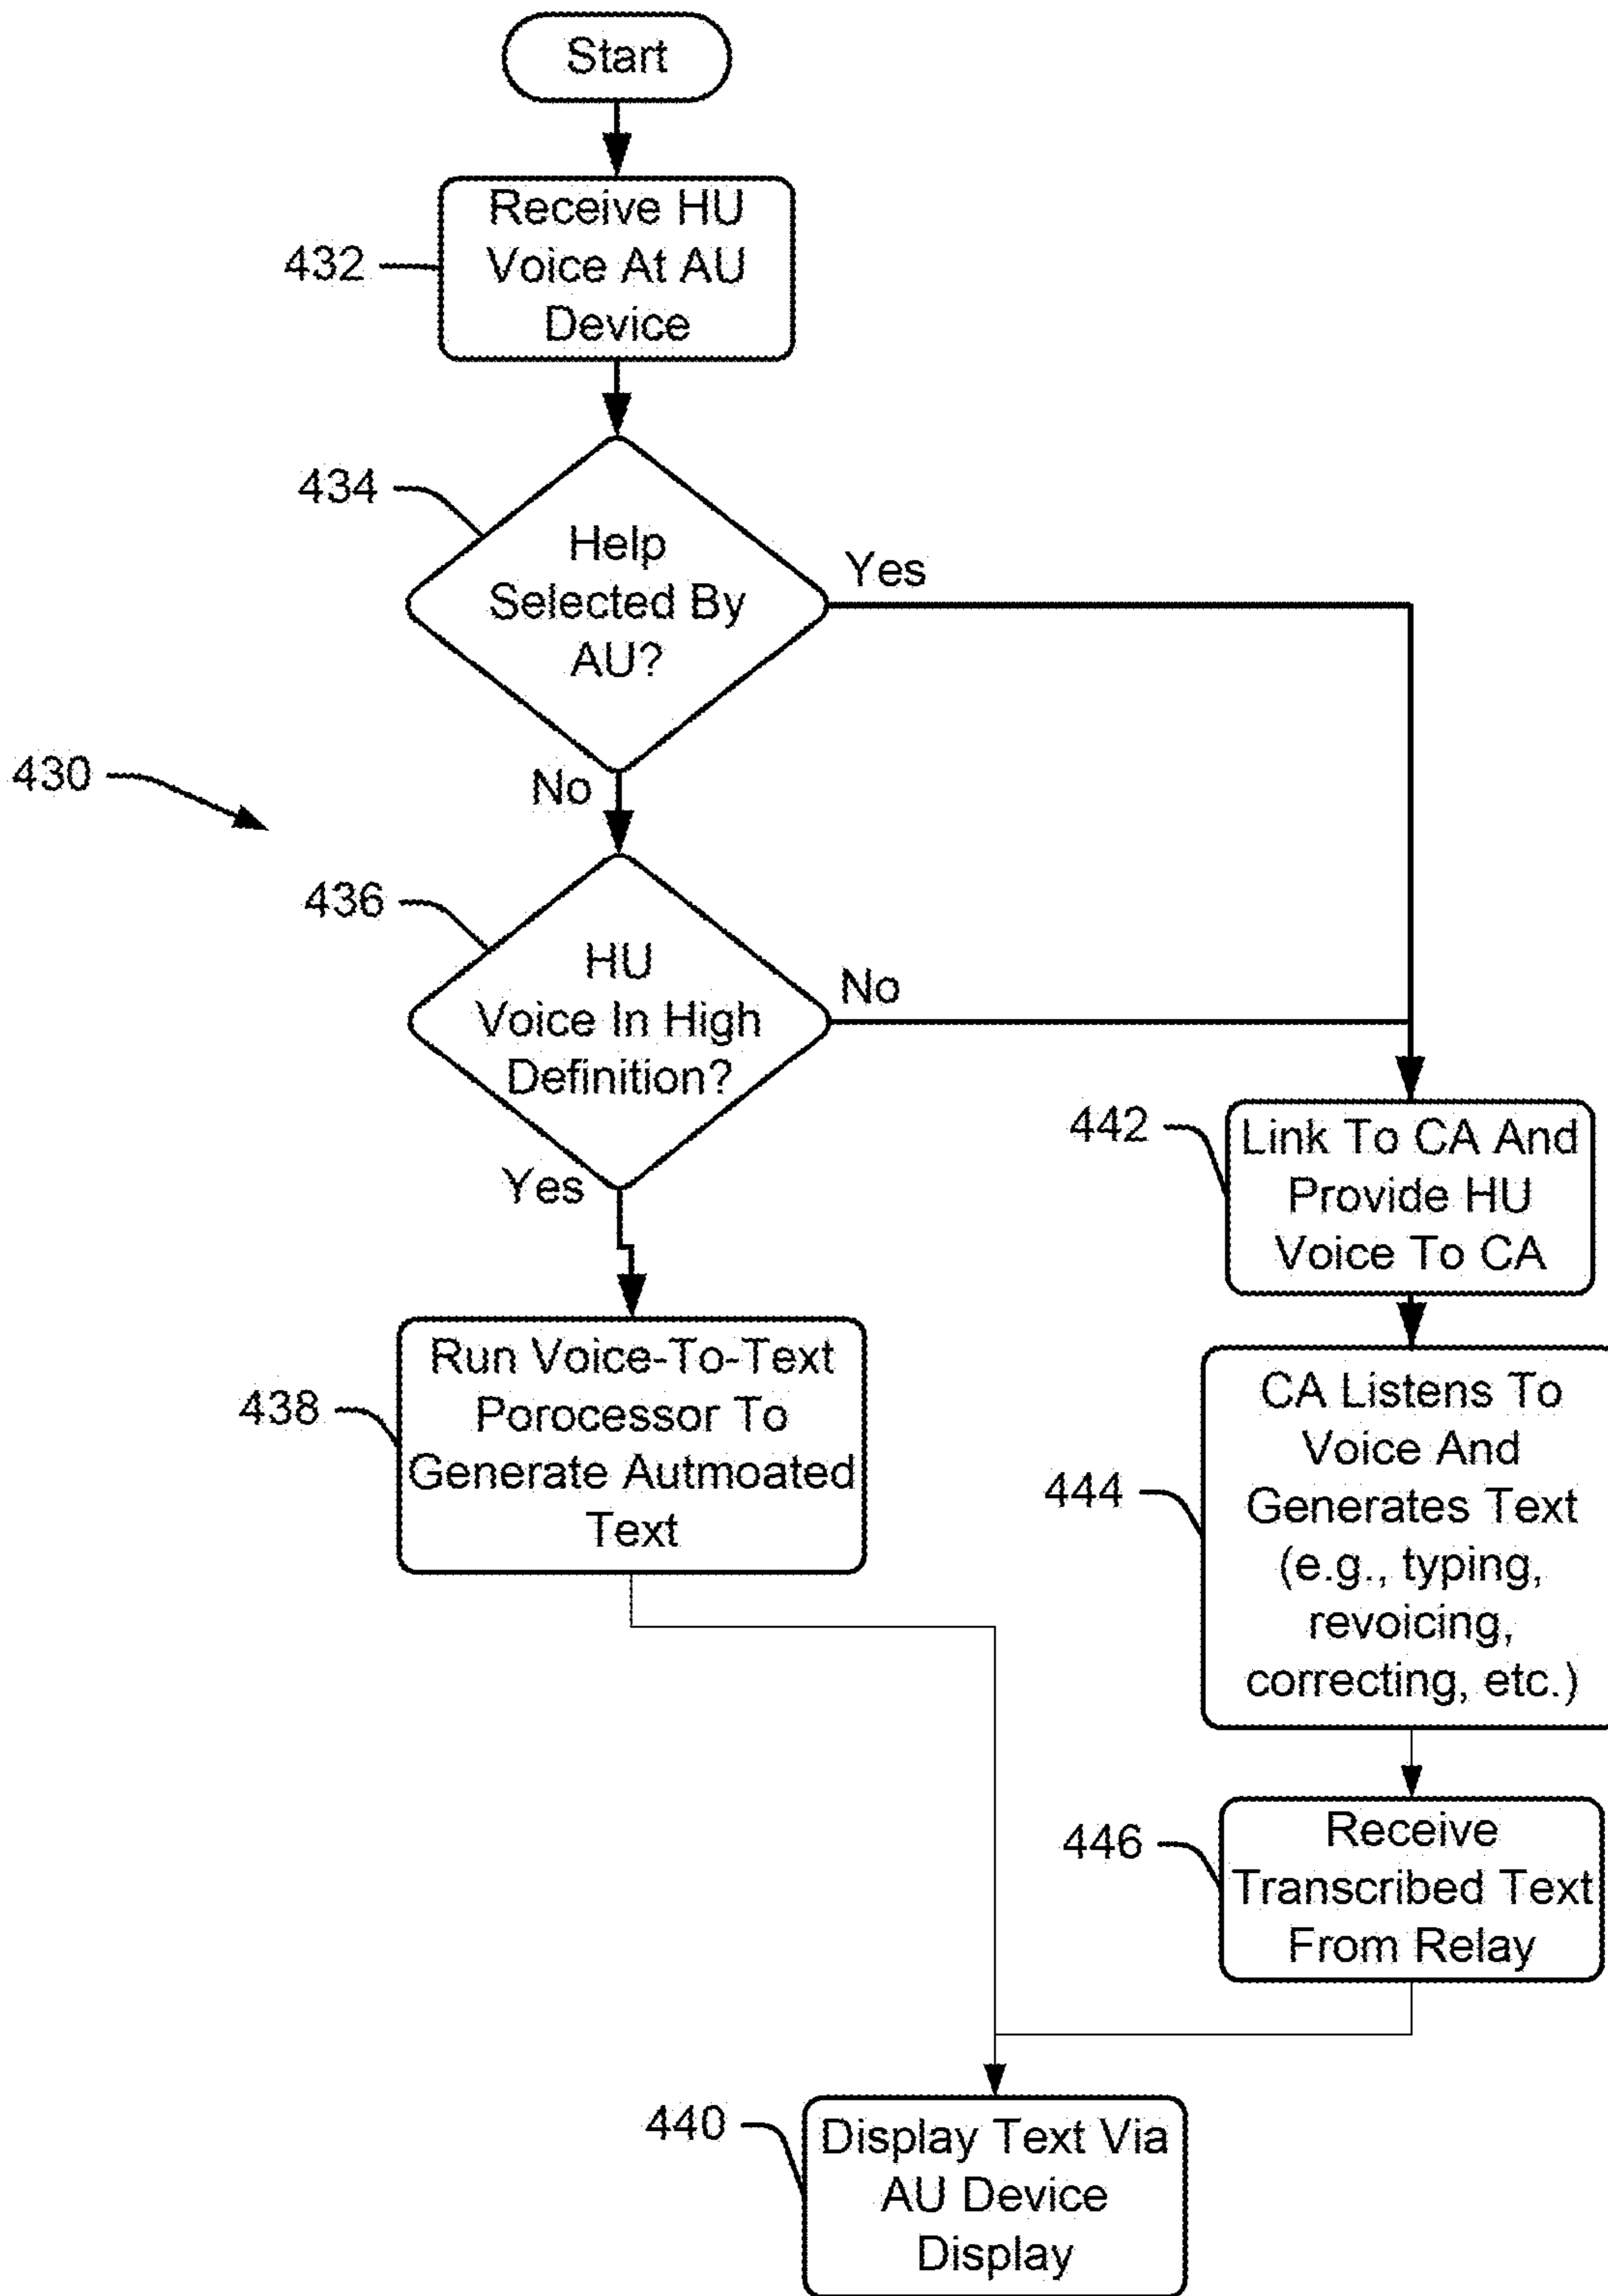 Start
Receive HU
Voice At AU
Device
432
434
Help
Selected By
AU?
Yes
No
430
436
HU
Voice In High
Definition?
No
Yes
442
Link To CA And
Provide HU
Voice To CA
438
Run Voice-To-Text
Porocessor To
Generate Autmoated
Text
444
CA Listens To
Voice And
Generates Text
(e.g., typing,
revoicing,
correcting, etc.)
446
Receive
Transcribed Text
From Relay
440
Display Text Via
AU Device
Display